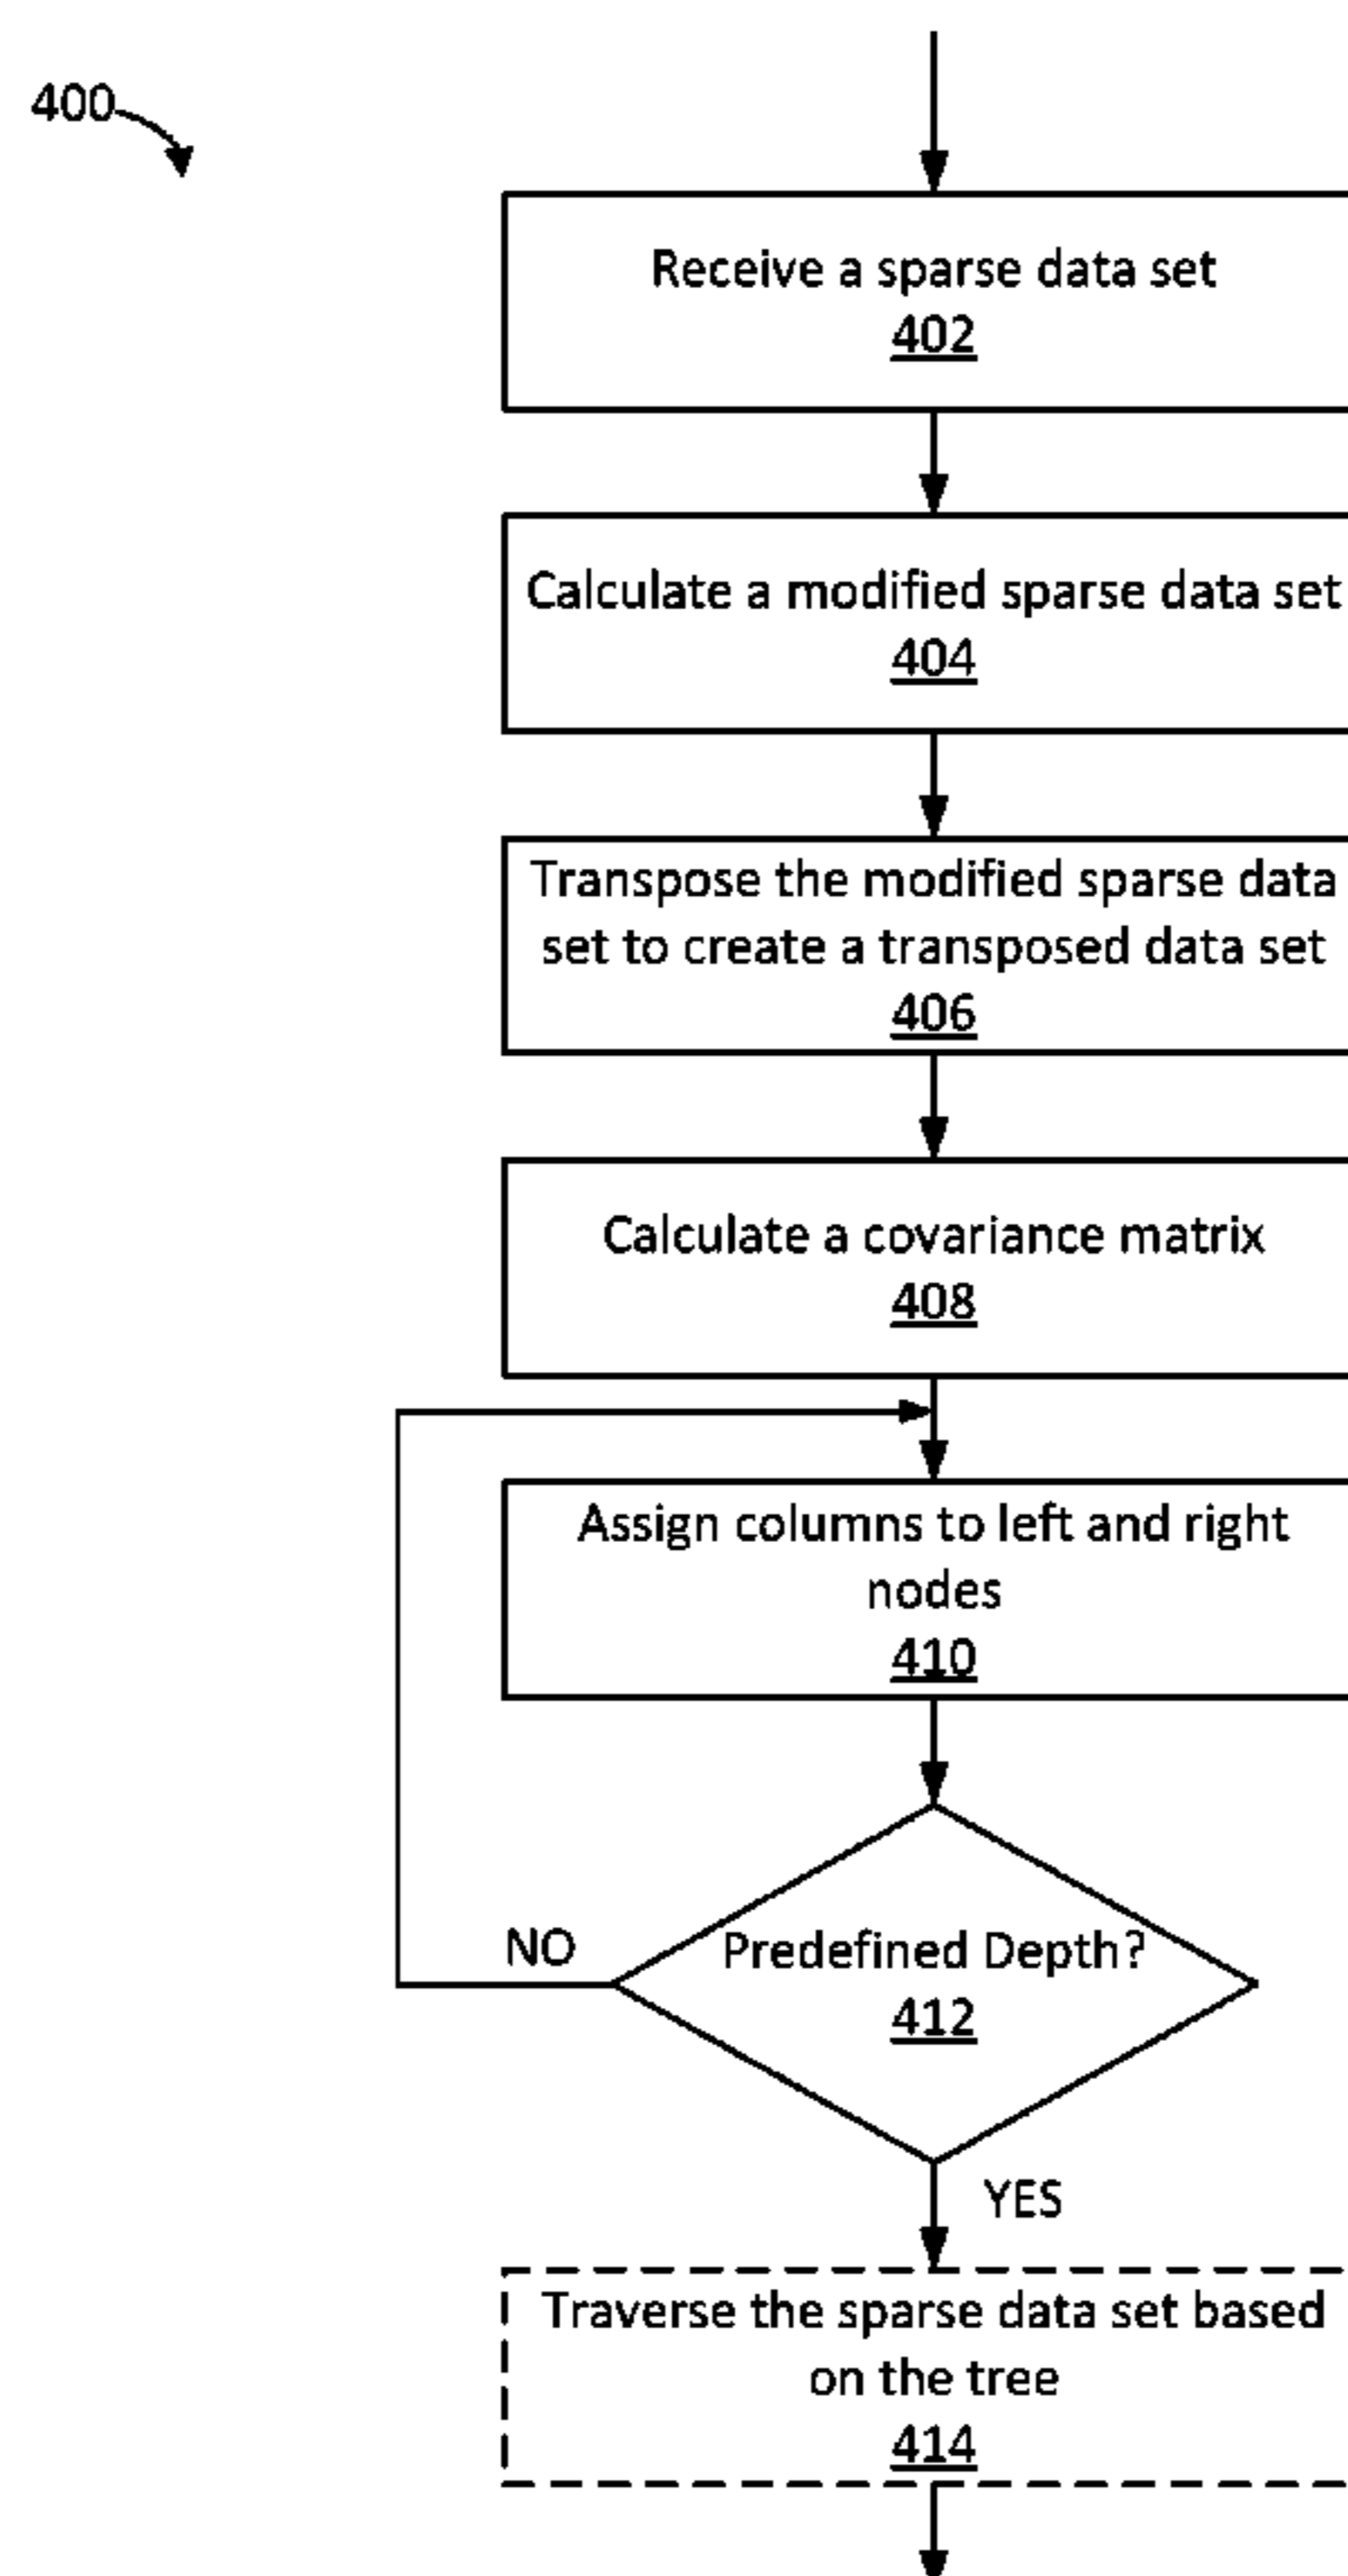 400
Receive a sparse data set
402
Calculate a modified sparse data set
404
Transpose the modified sparse data
set to create a transposed data set
406
Calculate a covariance matrix
408
Assign columns to left and right
nodes
410
NO
Predefined Depth?
412
YES
Traverse the sparse data set based
on the tree
414